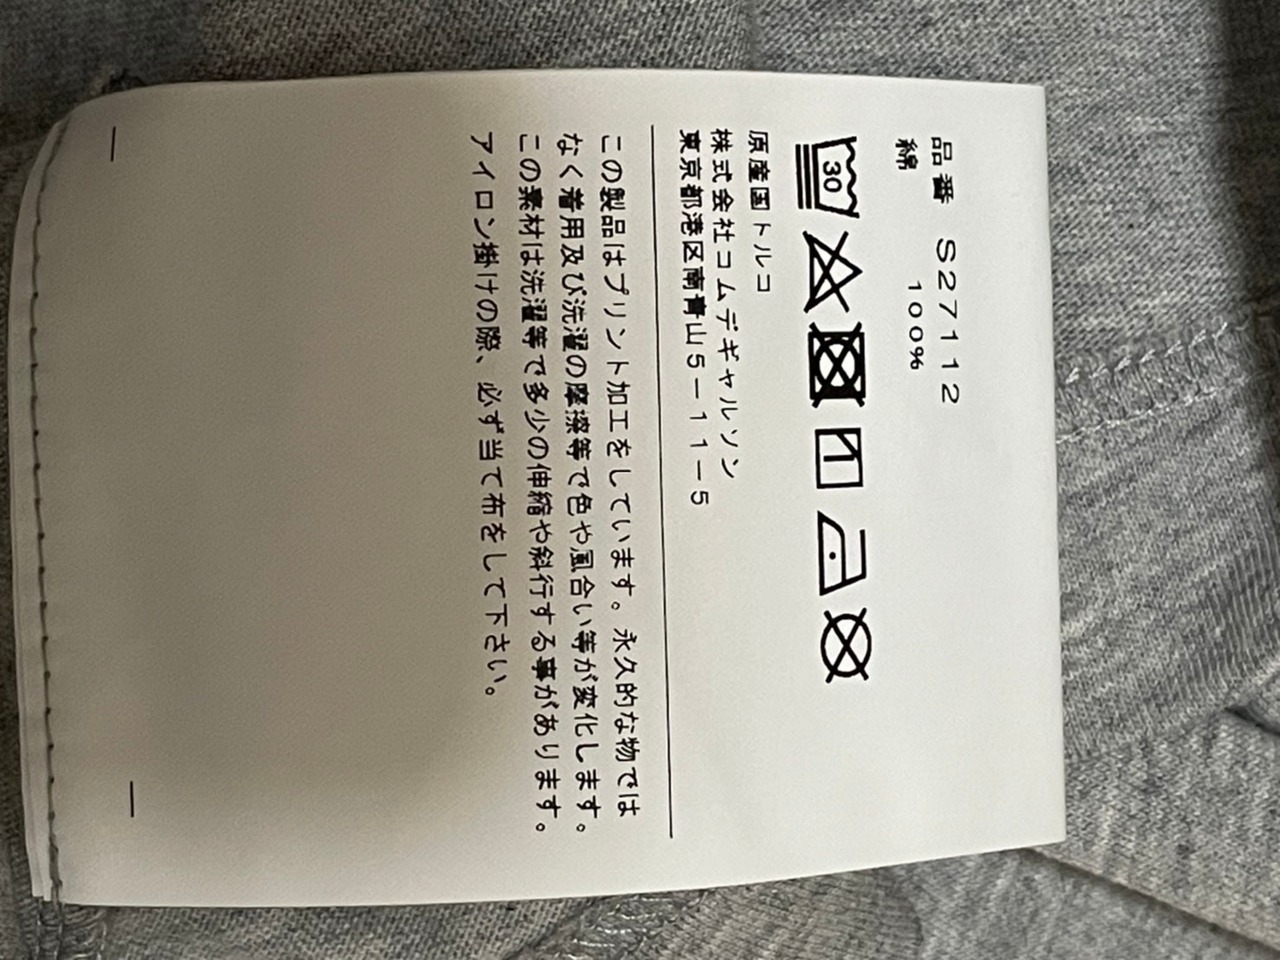 品番 S27112
綿 100%
30
原産国トルコ
株式会社コムデギャルソン
東京都港区南青山5-11-5
この製品はプリント加工をしています。永久的な物では
なく着用及び洗濯の摩擦等で色や風合い等が変化します。
この素材は洗濯等で多少の伸縮や斜行する事があります。
アイロン掛けの際、必ず当て布をして下さい。